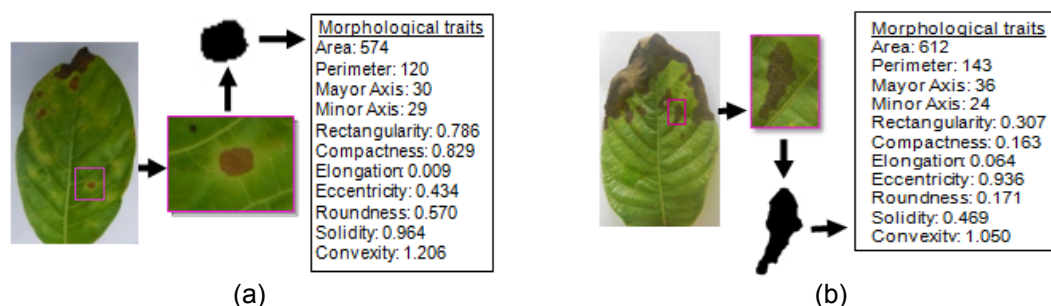 Morphological traits
Area: 574
Perimeter: 120
Mayor Axis: 30
Minor Axis: 29
Rectangularity: 0.786
Compactness: 0.829
Elongation: 0.009
Eccentricity: 0.434
Roundness: 0.570
Solidity: 0.964
Convexity: 1.206
(a)
Morphological traits
Area: 612
Perimeter: 143
Mayor Axis: 36
Minor Axis: 24
Rectangularity: 0.307
Compactness: 0.163
Elongation: 0.064
Eccentricity: 0.936
Roundness: 0.171
Solidity: 0.469
Convexity: 1.050
(b)